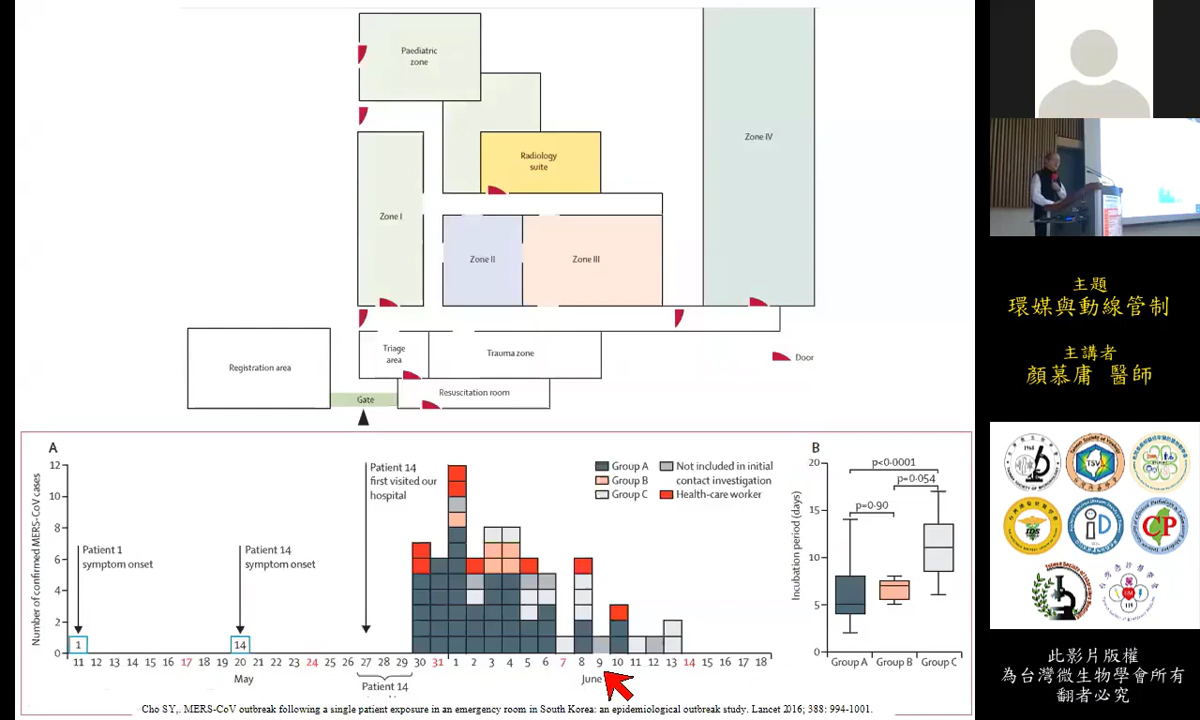 Paediatric
zone
Radiology
suite
Zone IV
Zone I
Zone II
Zone III
Registration area
Triage
area
Trauma zone
Door
Gate
Resuscitation room
A
Number of confirmed MERS-CoV cases
12
10
8
6
4
2
0
Patient 1
symptom onset
Patient 14
symptom onset
Patient 14
first visited our
hospital
Group A
Group B
Group C
Not included in initial
contact investigation
Health-care worker
1
14
11 12 13 14 15 16 17 18 19 20 21 22 23 24 25 26 27 28 29 30 31 1 2 3 4 5 6 7 8 9 10 11 12 13 14 15 16 17 18
May
June
Patient 14
B
Incubation period (days)
20
15
10
5
0
p<0·0001
p=0·054
p=0·90
Group A Group B Group C
Cho SY,. MERS-CoV outbreak following a single patient exposure in an emergency room in South Korea: an epidemiological outbreak study. Lancet 2016; 388: 994-1001.
主題
環媒與動線管制
主講者
顏慕庸 醫師
TSV
iD
CP
此影片版權
為台灣微生物學會所有
翻者必究